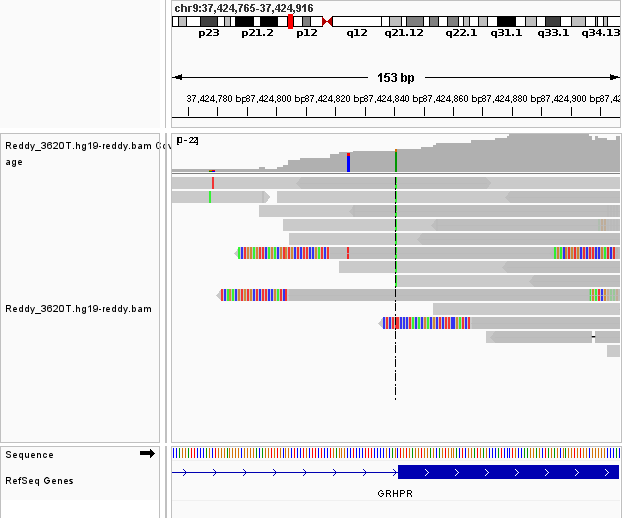 chr9:37,424,765-37,424,916
p23 p21.2 p12 q12 q21.12 q22.1 q31.1 q33.1 q34.13
153 bp
37,424,780 bp 37,424,800 bp 37,424,820 bp 37,424,840 bp 37,424,860 bp 37,424,880 bp 37,424,900 bp 37,42
Reddy_3620T.hg19-reddy.bam Cov
age
[0-22]
Reddy_3620T.hg19-reddy.bam
Sequence
RefSeq Genes
GRHPR